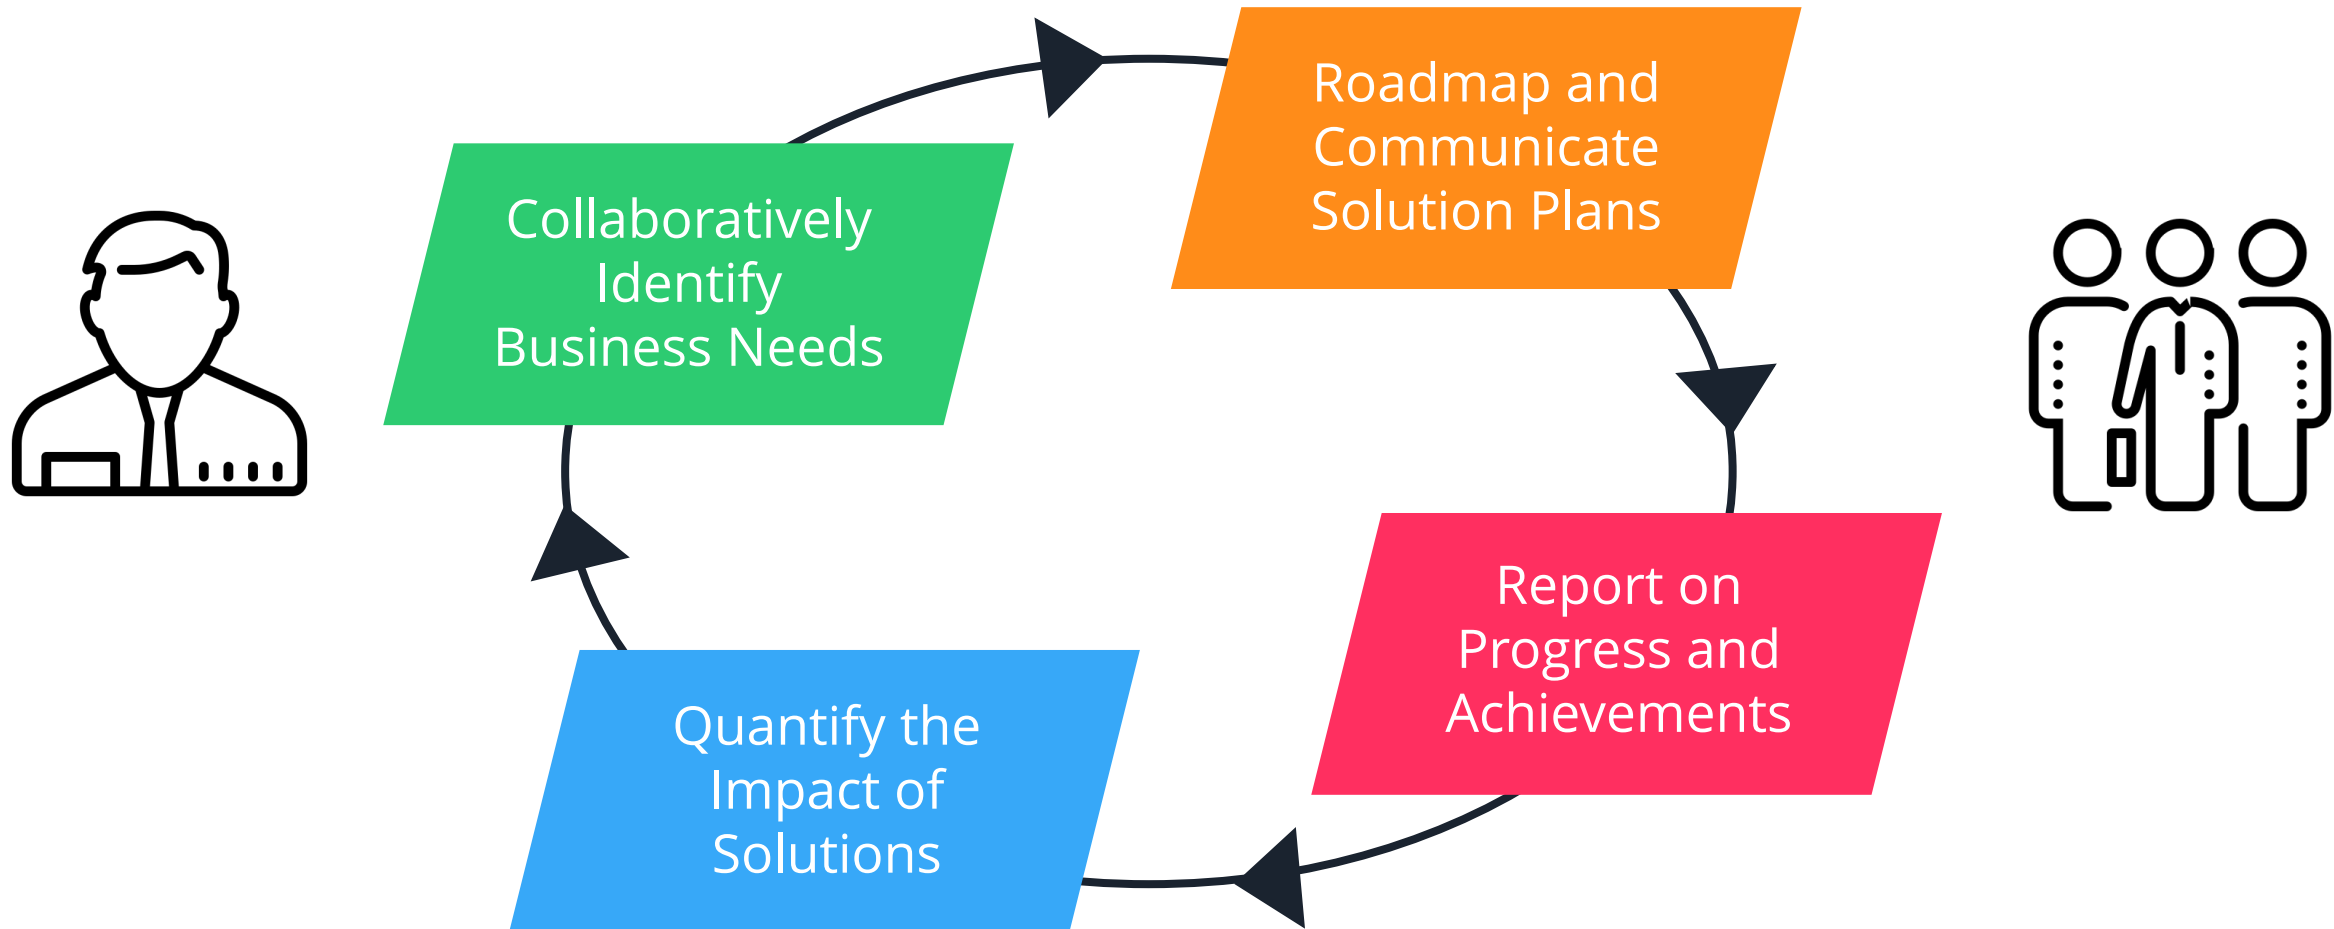 Roadmap and
Communicate
Solution Plans
Collaboratively
Identify
Business Needs
Report on
Progress and
Achievements
Quantify the
Impact of
Solutions